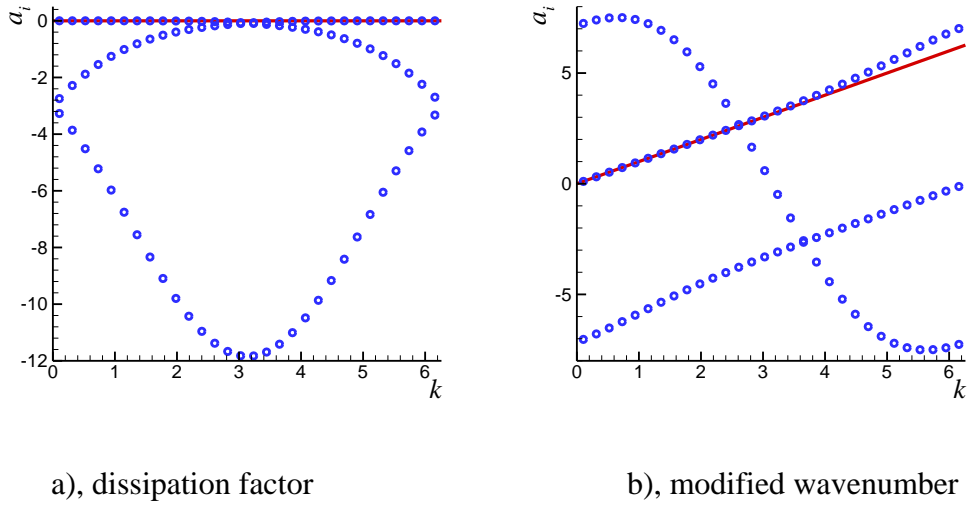 0
-2
-4
-6
-8
-10
-12
0 1 2 3 4 5 6
a_i
k
5
0
-5
0 1 2 3 4 5 6
a_i
k
a), dissipation factor
b), modified wavenumber